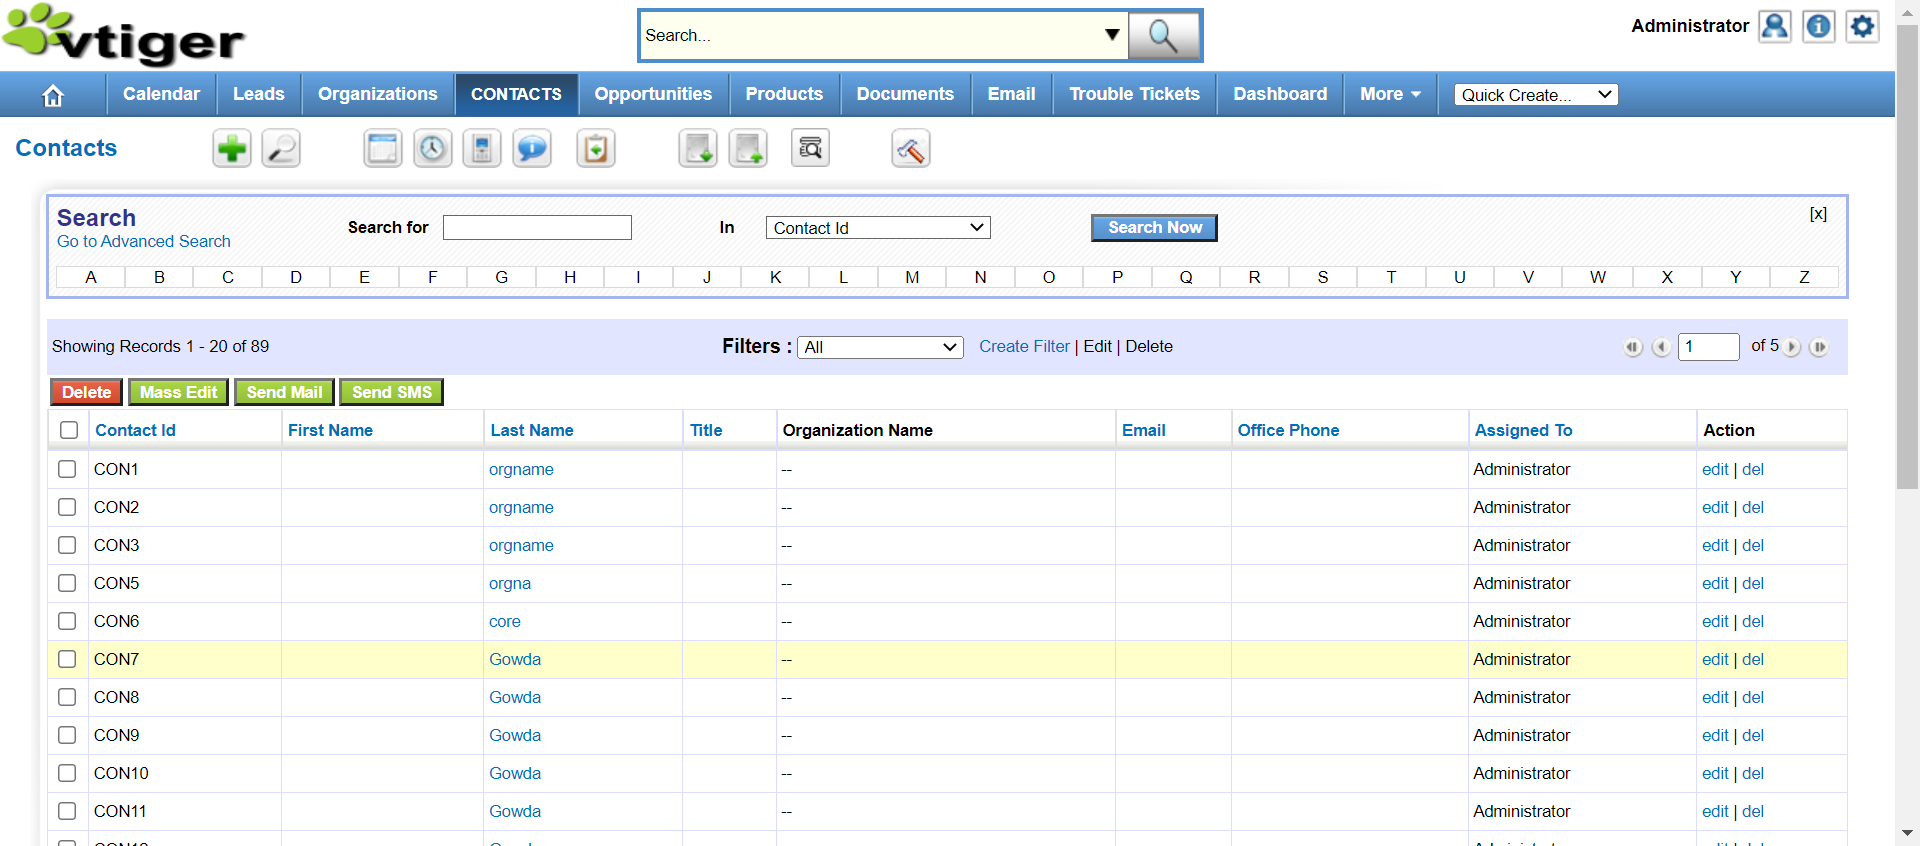 vtiger
Search...
Administrator
Calendar Leads Organizations CONTACTS Opportunities Products Documents Email Trouble Tickets Dashboard More Quick Create...
Contacts
Search
Go to Advanced Search
Search for In Contact Id Search Now [x]
A B C D E F G H I J K L M N O P Q R S T U V W X Y Z
Showing Records 1 - 20 of 89 Filters : All Create Filter | Edit | Delete 1 of 5
Delete Mass Edit Send Mail Send SMS
Contact Id First Name Last Name Title Organization Name Email Office Phone Assigned To Action
CON1 orgname -- Administrator edit | del
CON2 orgname -- Administrator edit | del
CON3 orgname -- Administrator edit | del
CON5 orgna -- Administrator edit | del
CON6 core -- Administrator edit | del
CON7 Gowda -- Administrator edit | del
CON8 Gowda -- Administrator edit | del
CON9 Gowda -- Administrator edit | del
CON10 Gowda -- Administrator edit | del
CON11 Gowda -- Administrator edit | del